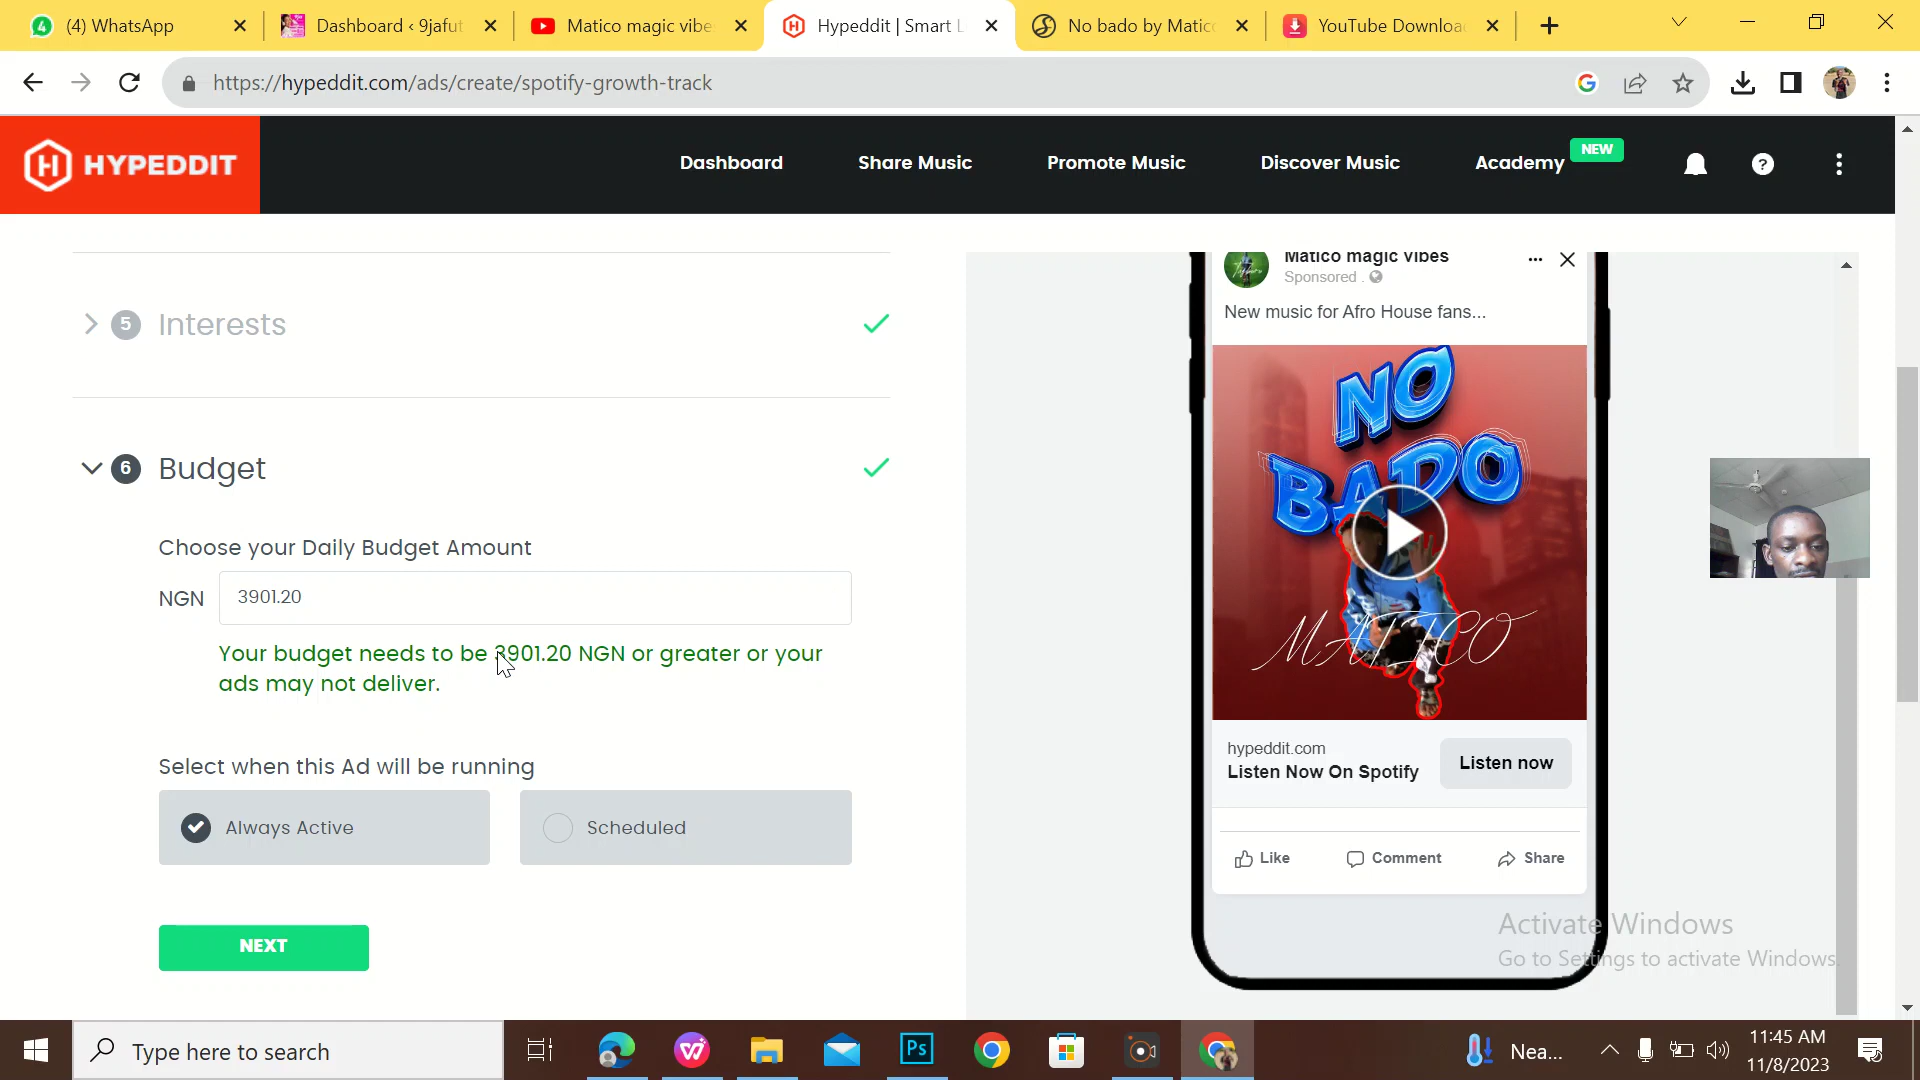 (4) WhatsApp
Dashboard ‹ 9jafut
Matico magic vibe
Hypeddit | Smart L
No bado by Matico
YouTube Downloa
https://hypeddit.com/ads/create/spotify-growth-track
HYPEDDIT
Dashboard
Share Music
Promote Music
Discover Music
Academy
NEW
5 Interests
6 Budget
Choose your Daily Budget Amount
NGN 3901.20
Your budget needs to be 3901.20 NGN or greater or your
ads may not deliver.
Select when this Ad will be running
Always Active
Scheduled
NEXT
Matico magic vibes
Sponsored .
New music for Afro House fans...
NO
BADO
MATICO
hypeddit.com
Listen Now On Spotify
Listen now
Like
Comment
Share
Activate Windows
Go to Settings to activate Windows.
Type here to search
Ps
Nea...
11:45 AM
11/8/2023